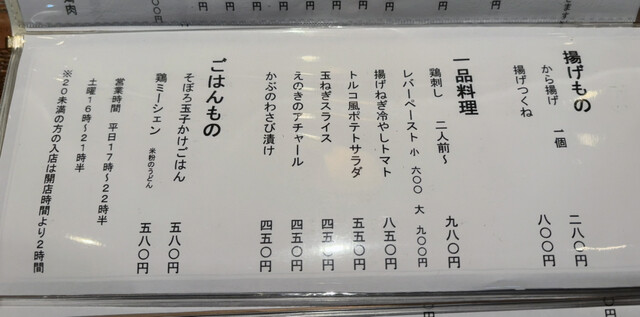 揚げもの
から揚げ 一個 二八〇円
揚げつくね 八〇〇円
一品料理
鶏刺し 二人前〜 九八〇円
レバーペースト 小 六〇〇 大 九〇〇円
揚げねぎ冷やしトマト 八五〇円
トルコ風ポテトサラダ 五五〇円
玉ねぎスライス 四五〇円
えのきのアチャール 四五〇円
かぶのわさび漬け 四五〇円
ごはんもの
そぼろ玉子かけごはん 五八〇円
鶏ミーシェン 米粉のうどん 五八〇円
営業時間 平日17時〜22時半
土曜16時〜21時半
※20未満の方の入店は開店時間より2時間